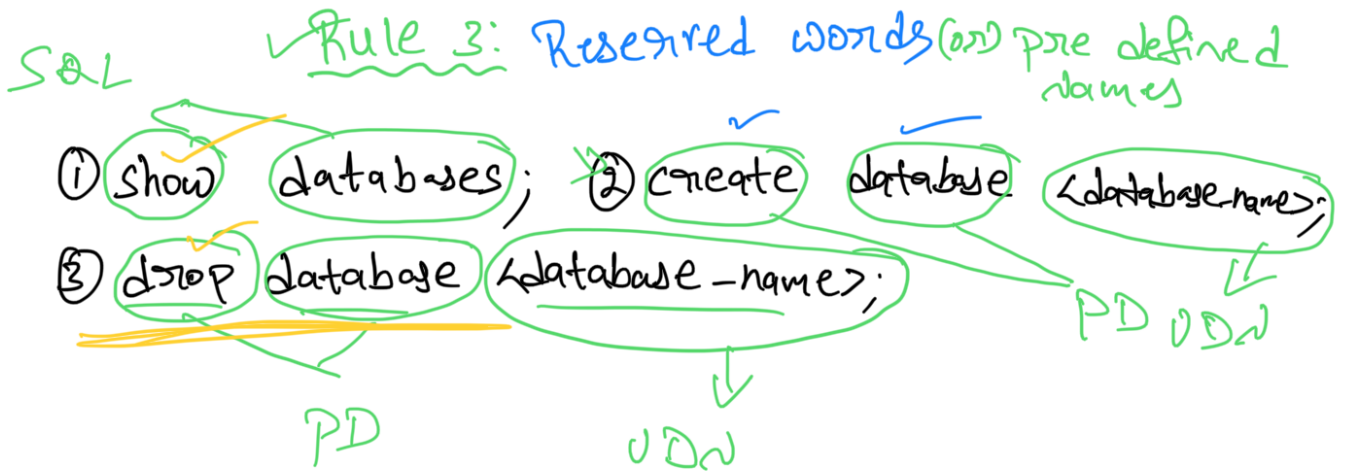 SQL
✓Rule 3: Reserved words (or) pre defined
Names
① show databases; ② create database <database_name>;
③ drop database <database_name>;
PD UDN
PD
UDN